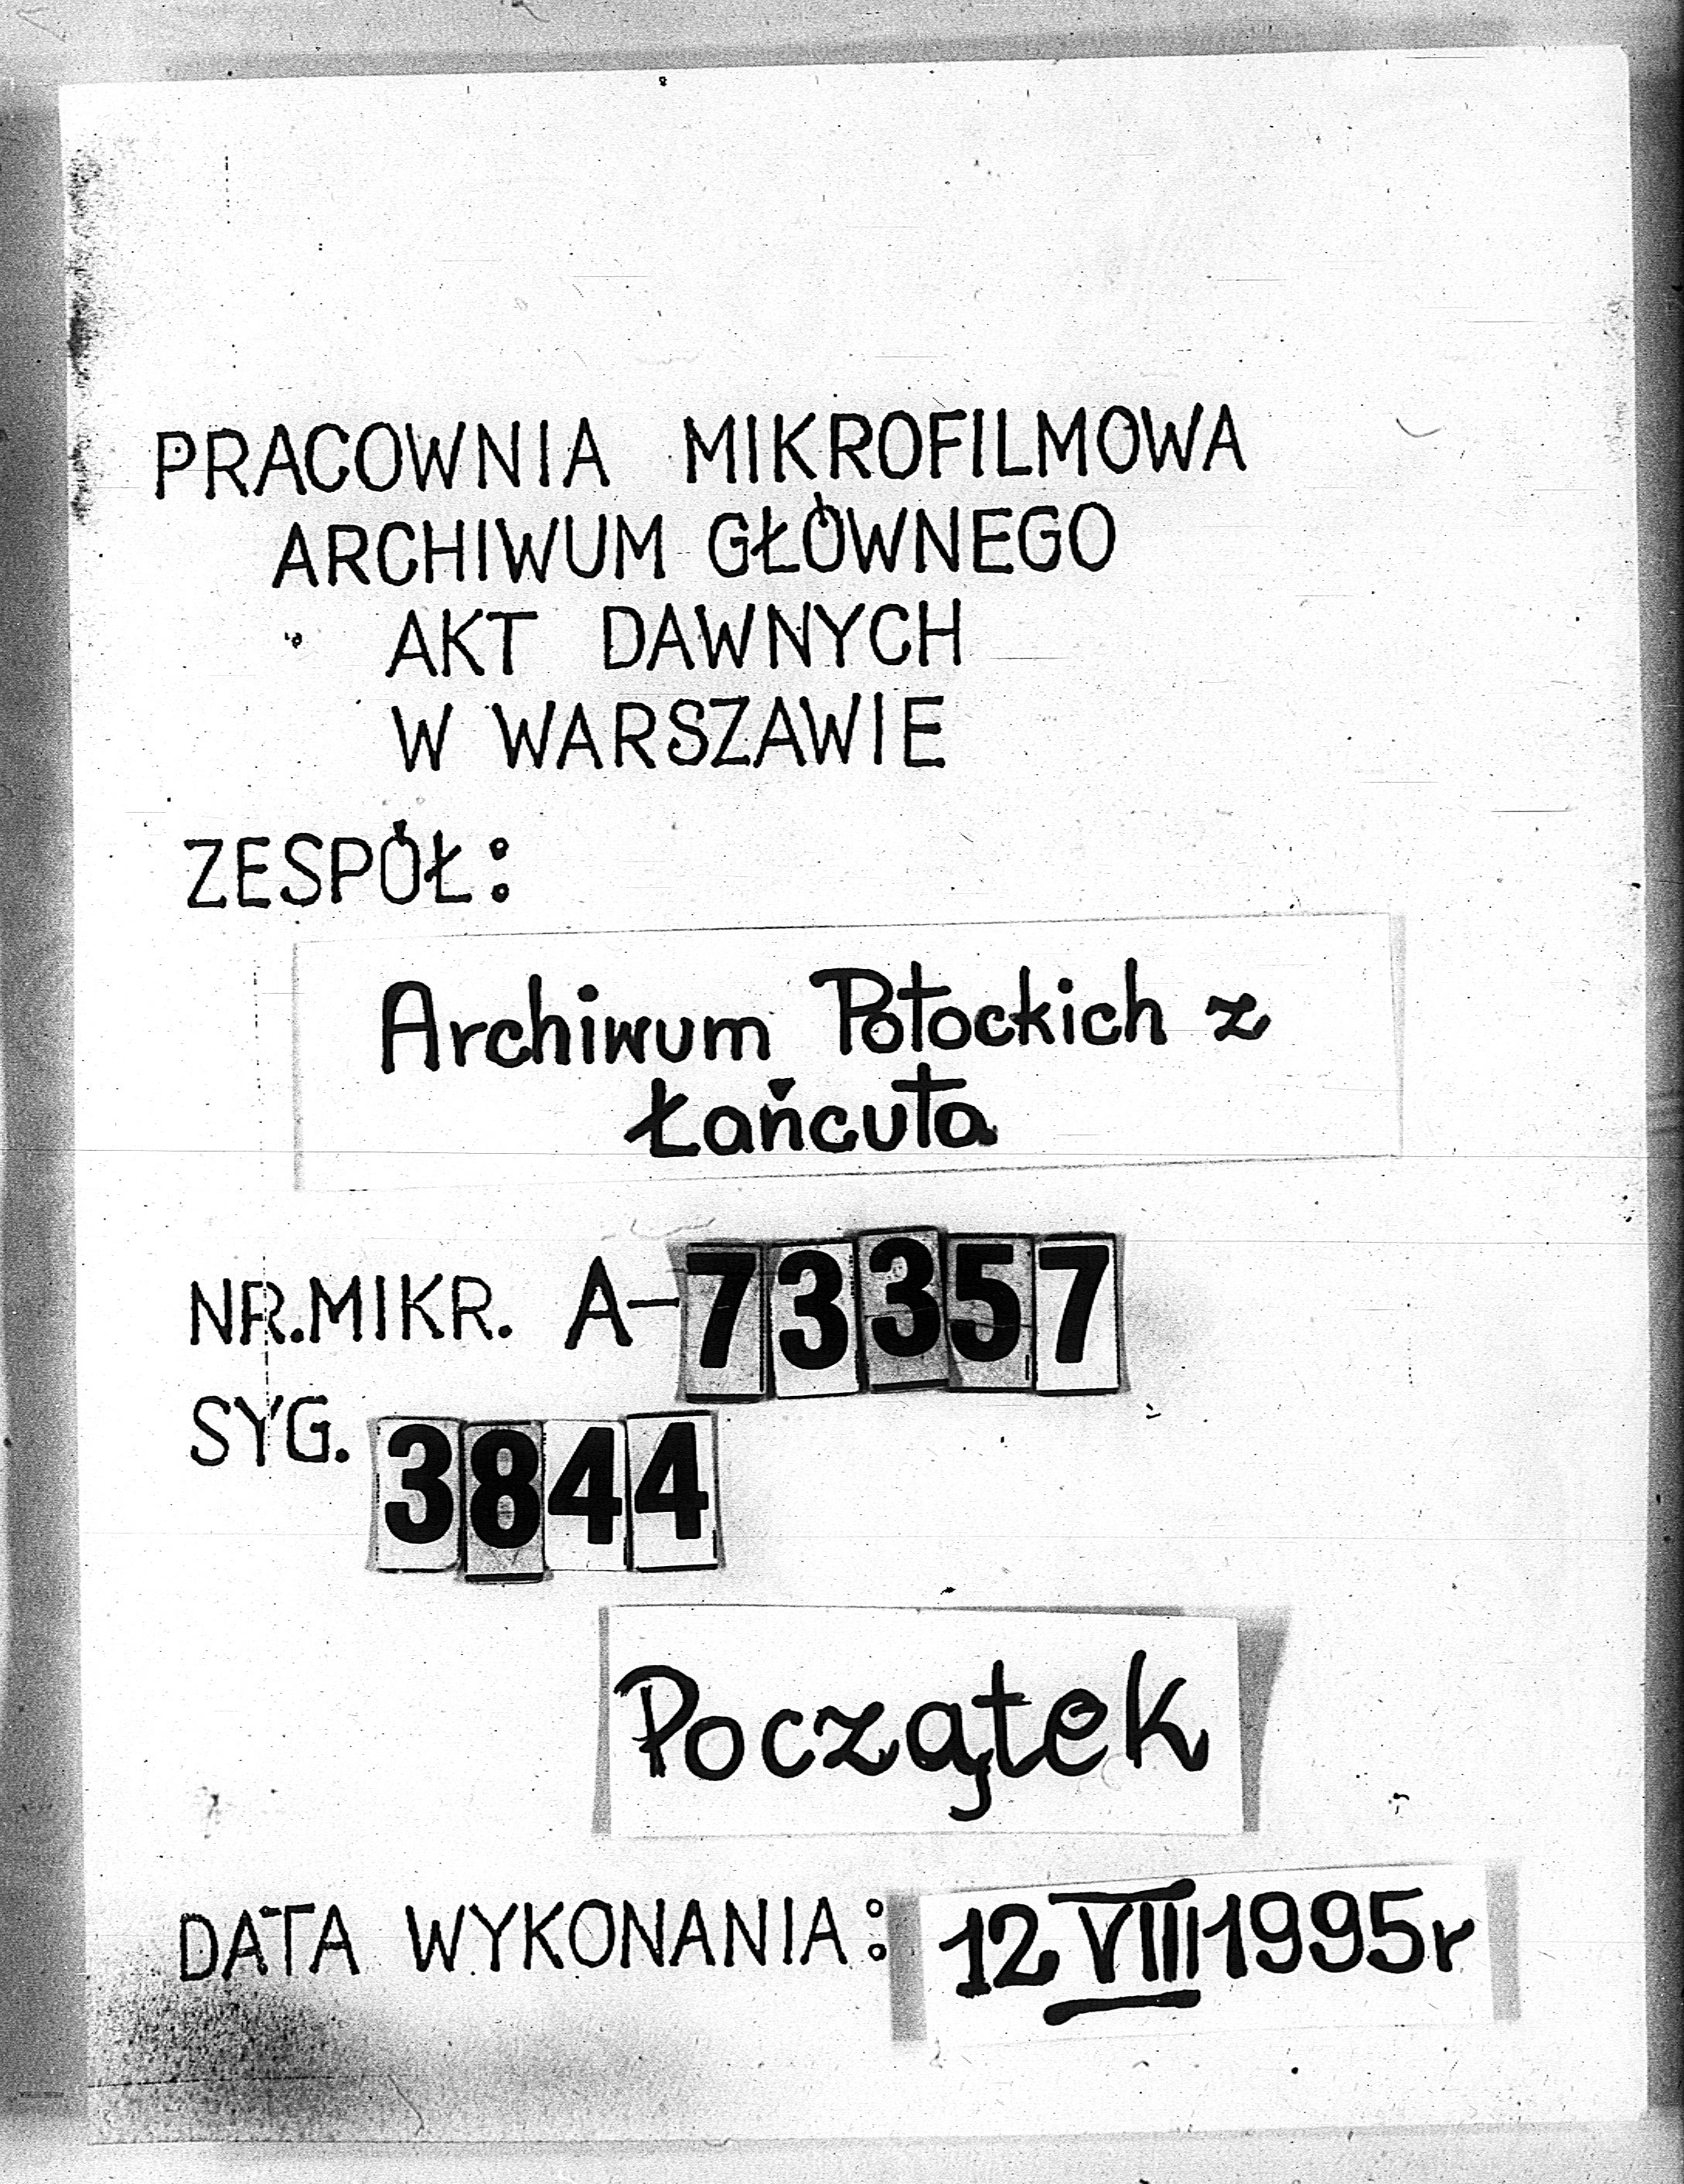 PRACOWNIA MIKROFILMOWA
ARCHIWUM GŁÓWNEGO
AKT DAWNYCH
W WARSZAWIE
ZESPÓŁ:
Archiwum Potockich z
Łańcuta
NR.MIKR. A-73357
SYG. 3844
Początek
DATA WYKONANIA: 12 VIII 1995r